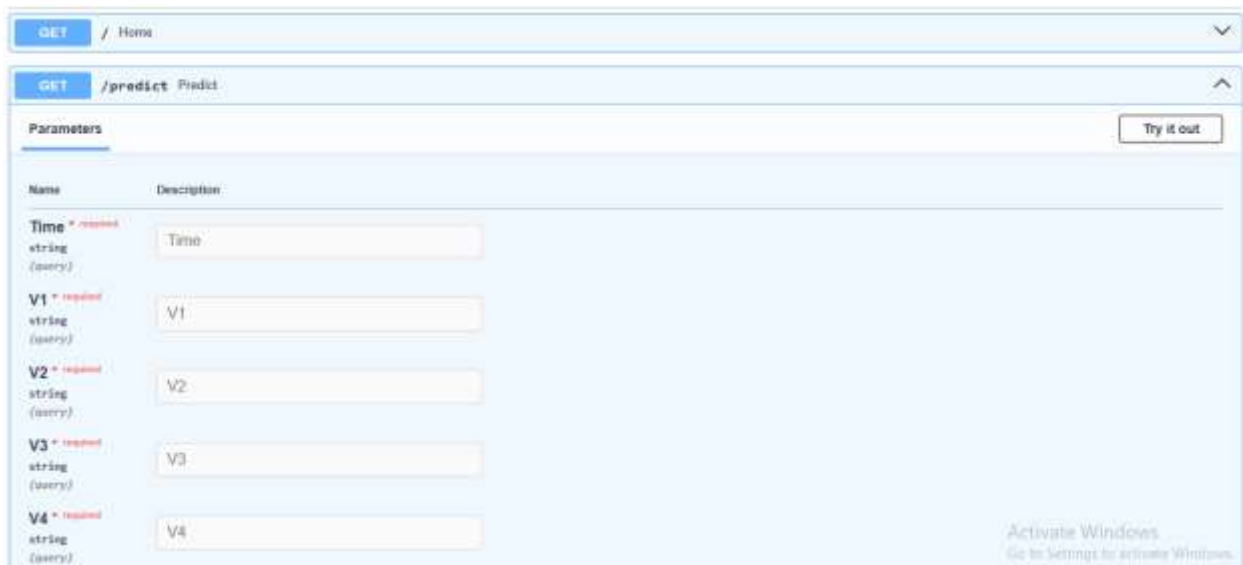 GET / Home
GET /predict Predict
Parameters
Try it out
Name Description
Time * required
string
(query)
Time
V1 * required
string
(query)
V1
V2 * required
string
(query)
V2
V3 * required
string
(query)
V3
V4 * required
string
(query)
V4
Activate Windows
Go to Settings to activate Windows.